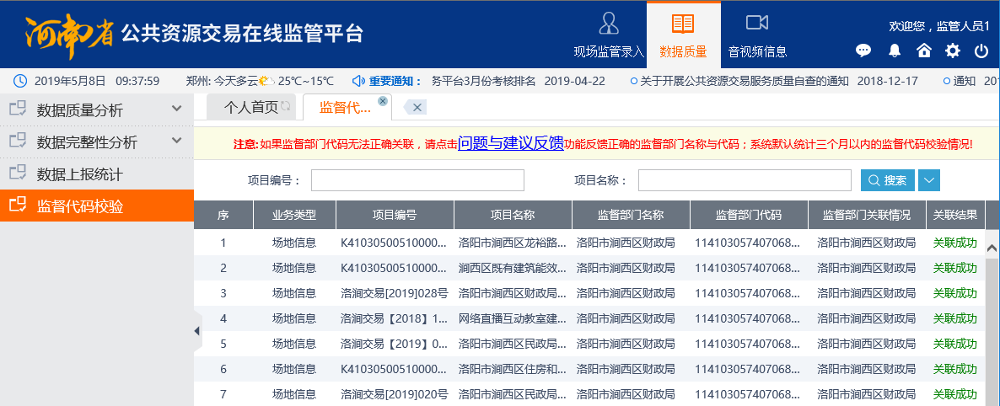 河南省 公共资源交易在线监管平台
现场监管录入 数据质量 音视频信息
欢迎您，监管人员1
2019年5月8日 09:37:59 郑州: 今天多云 25℃~15℃ 重要通知： 务平台3月份考核排名 2019-04-22 关于开展公共资源交易服务质量自查的通知 2018-12-17 通知 201
数据质量分析
数据完整性分析
数据上报统计
监督代码校验
个人首页 监督代...
注意: 如果监督部门代码无法正确关联，请点击问题与建议反馈功能反馈正确的监督部门名称与代码；系统默认统计三个月以内的监督代码校验情况!
项目编号： 项目名称： 搜索
序 业务类型 项目编号 项目名称 监督部门名称 监督部门代码 监督部门关联情况 关联结果
1 场地信息 K41030500510000... 洛阳市涧西区龙裕路... 洛阳市涧西区财政局 114103057407068... 洛阳市涧西区财政局 关联成功
2 场地信息 K41030500510000... 涧西区既有建筑能效... 洛阳市涧西区财政局 114103057407068... 洛阳市涧西区财政局 关联成功
3 场地信息 洛涧交易[2019]028号 洛阳市涧西区财政局... 洛阳市涧西区财政局 114103057407068... 洛阳市涧西区财政局 关联成功
4 场地信息 洛涧交易【2018】1... 网络直播互动教室建... 洛阳市涧西区财政局 114103057407068... 洛阳市涧西区财政局 关联成功
5 场地信息 洛涧交易【2019】0... 洛阳市涧西区民政局... 洛阳市涧西区财政局 114103057407068... 洛阳市涧西区财政局 关联成功
6 场地信息 K41030500510000... 洛阳市涧西区住房和... 洛阳市涧西区财政局 114103057407068... 洛阳市涧西区财政局 关联成功
7 场地信息 洛涧交易[2019]020号 洛阳市涧西区民政局... 洛阳市涧西区财政局 114103057407068... 洛阳市涧西区财政局 关联成功